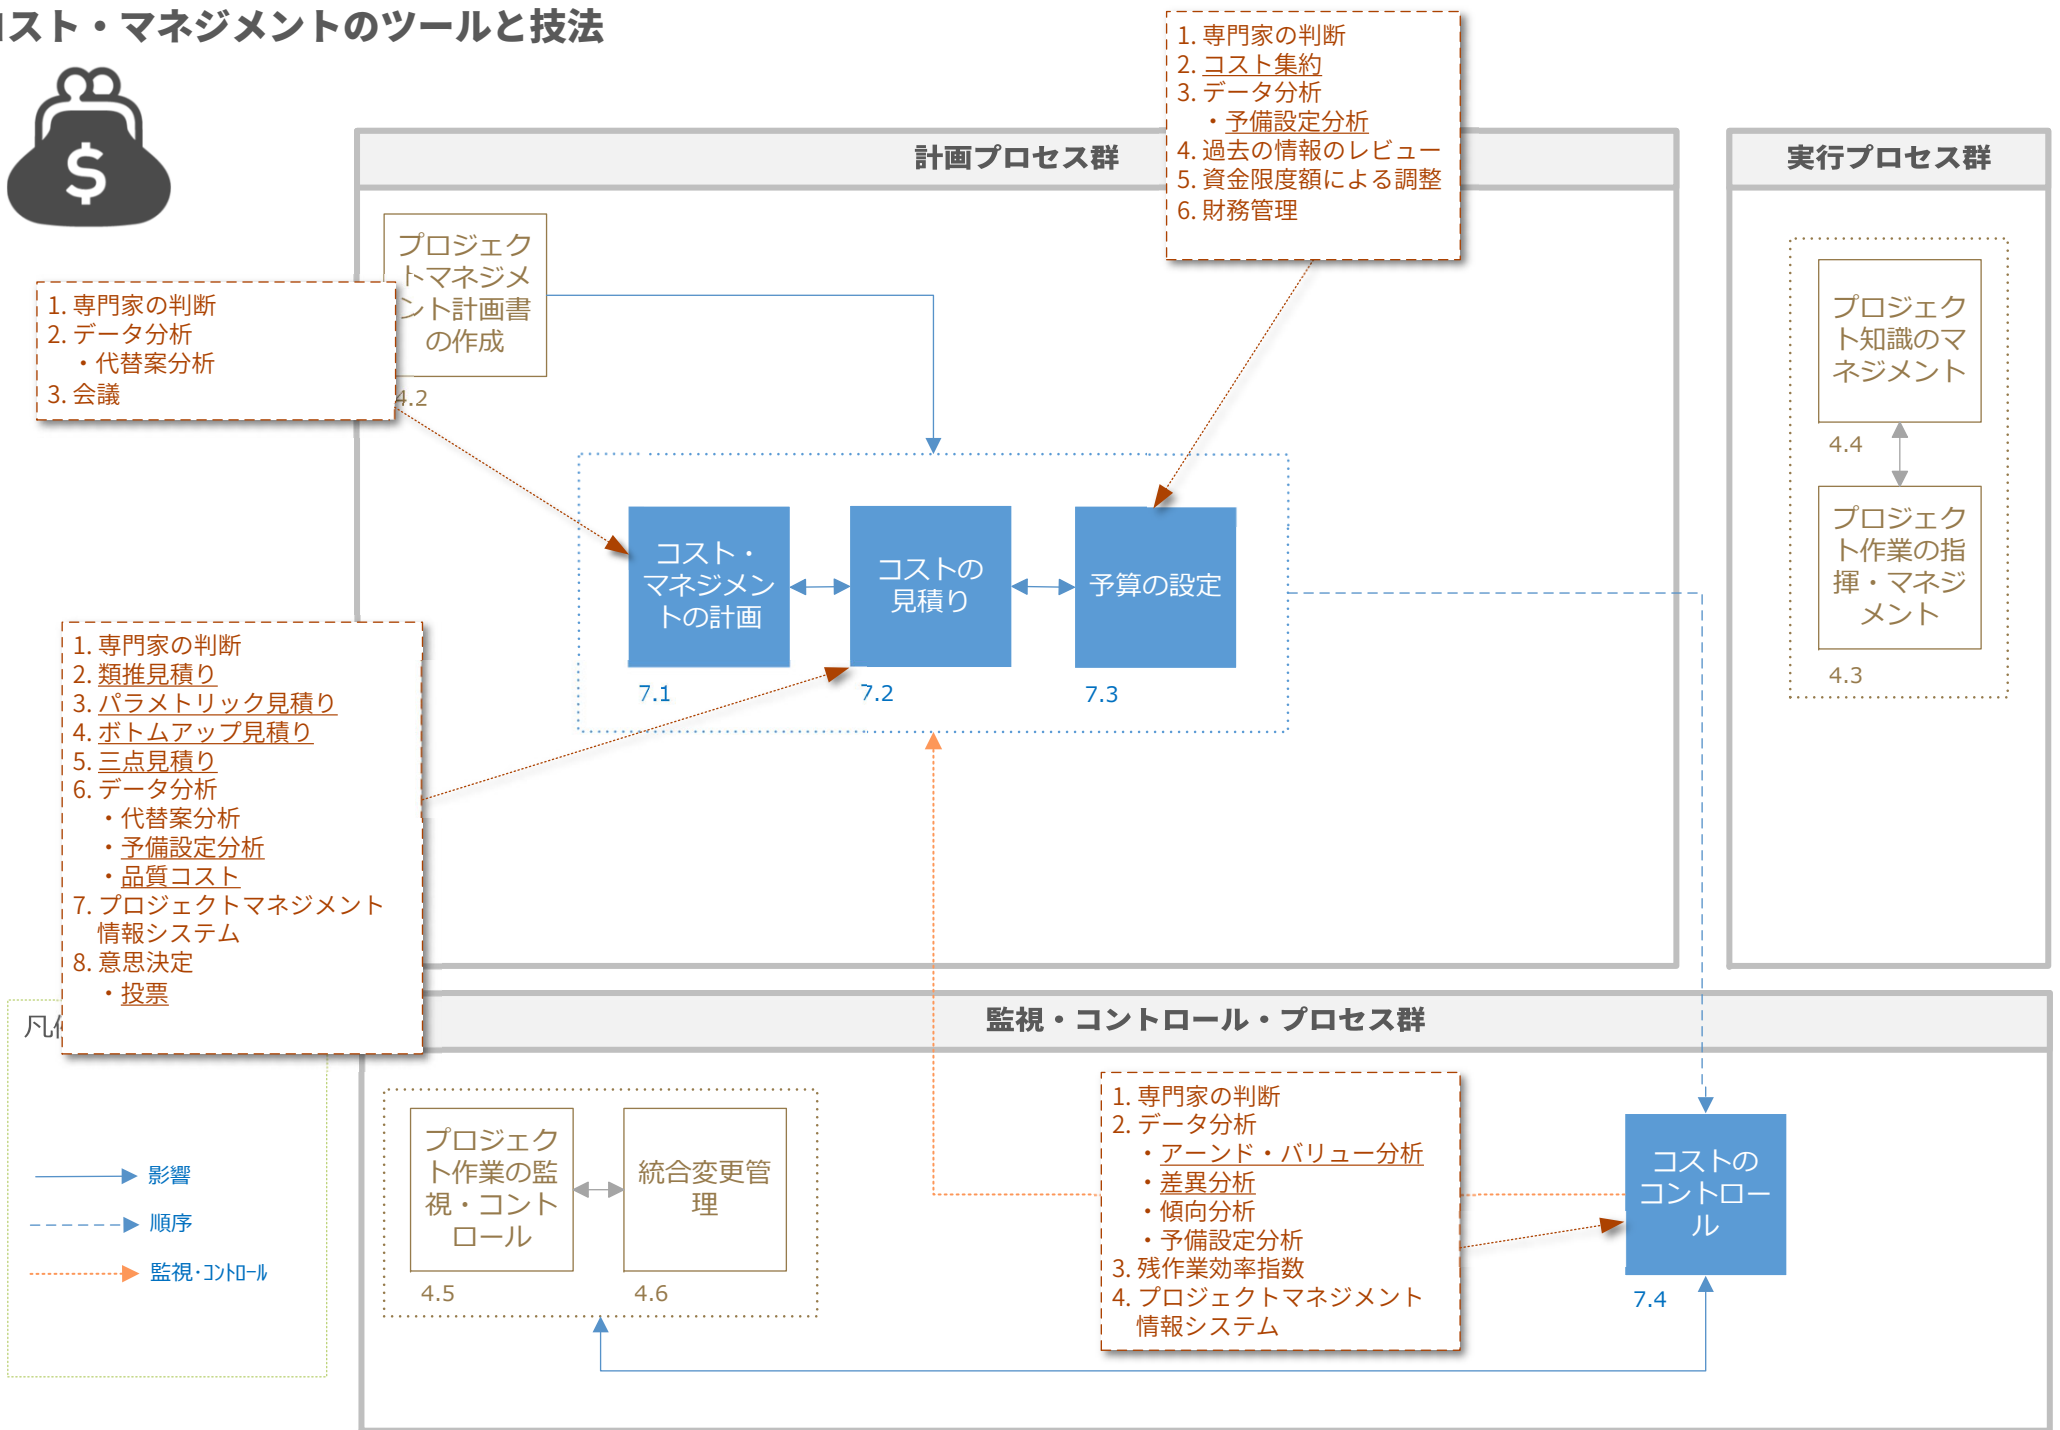 コスト・マネジメントのツールと技法
1. 専門家の判断
2. コスト集約
3. データ分析
・予備設定分析
4. 過去の情報のレビュー
5. 資金限度額による調整
6. 財務管理
計画プロセス群
実行プロセス群
プロジェク
トマネジメ
ント計画書
の作成
4.2
1. 専門家の判断
2. データ分析
・代替案分析
3. 会議
プロジェク
ト知識のマ
ネジメント
4.4
プロジェク
ト作業の指
揮・マネジ
メント
4.3
コスト・
マネジメン
トの計画
7.1
コストの
見積り
7.2
予算の設定
7.3
1. 専門家の判断
2. 類推見積り
3. パラメトリック見積り
4. ボトムアップ見積り
5. 三点見積り
6. データ分析
・代替案分析
・予備設定分析
・品質コスト
7. プロジェクトマネジメント
情報システム
8. 意思決定
・投票
監視・コントロール・プロセス群
影響
順序
監視・コントロール
プロジェク
ト作業の監
視・コント
ロール
4.5
統合変更管
理
4.6
1. 専門家の判断
2. データ分析
・アーンド・バリュー分析
・差異分析
・傾向分析
・予備設定分析
3. 残作業効率指数
4. プロジェクトマネジメント
情報システム
コストの
コントロー
ル
7.4